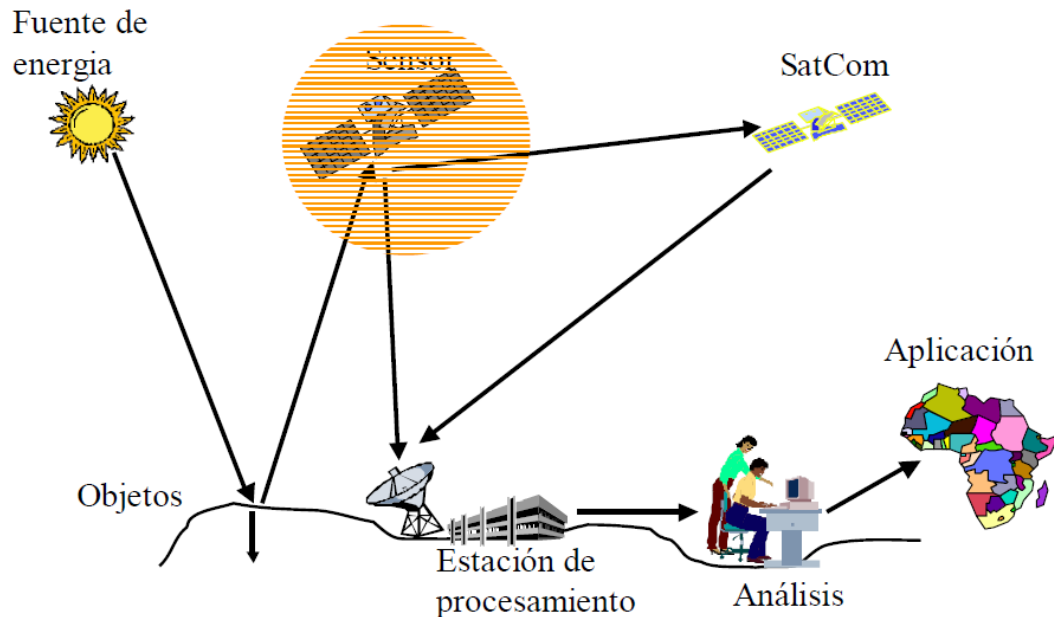 Fuente de
energia
Sensor
SatCom
Aplicación
Objetos
Estación de
procesamiento
Análisis